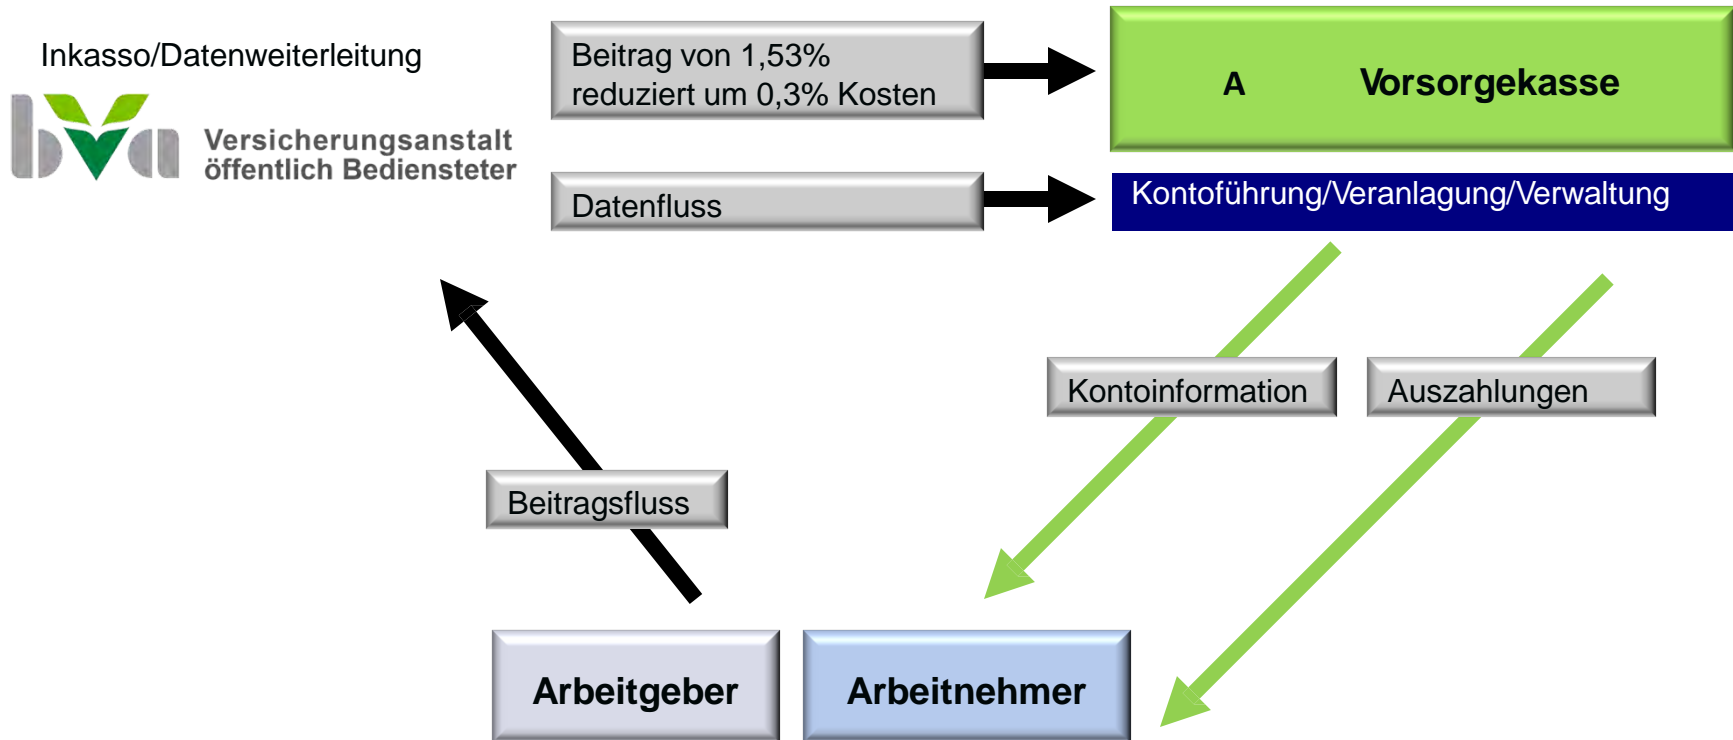 Inkasso/Datenweiterleitung
bva
Versicherungsanstalt
öffentlich Bediensteter
Beitrag von 1,53%
reduziert um 0,3% Kosten
Datenfluss
A Vorsorgekasse
Kontoführung/Veranlagung/Verwaltung
Kontoinformation
Auszahlungen
Beitragsfluss
Arbeitgeber
Arbeitnehmer